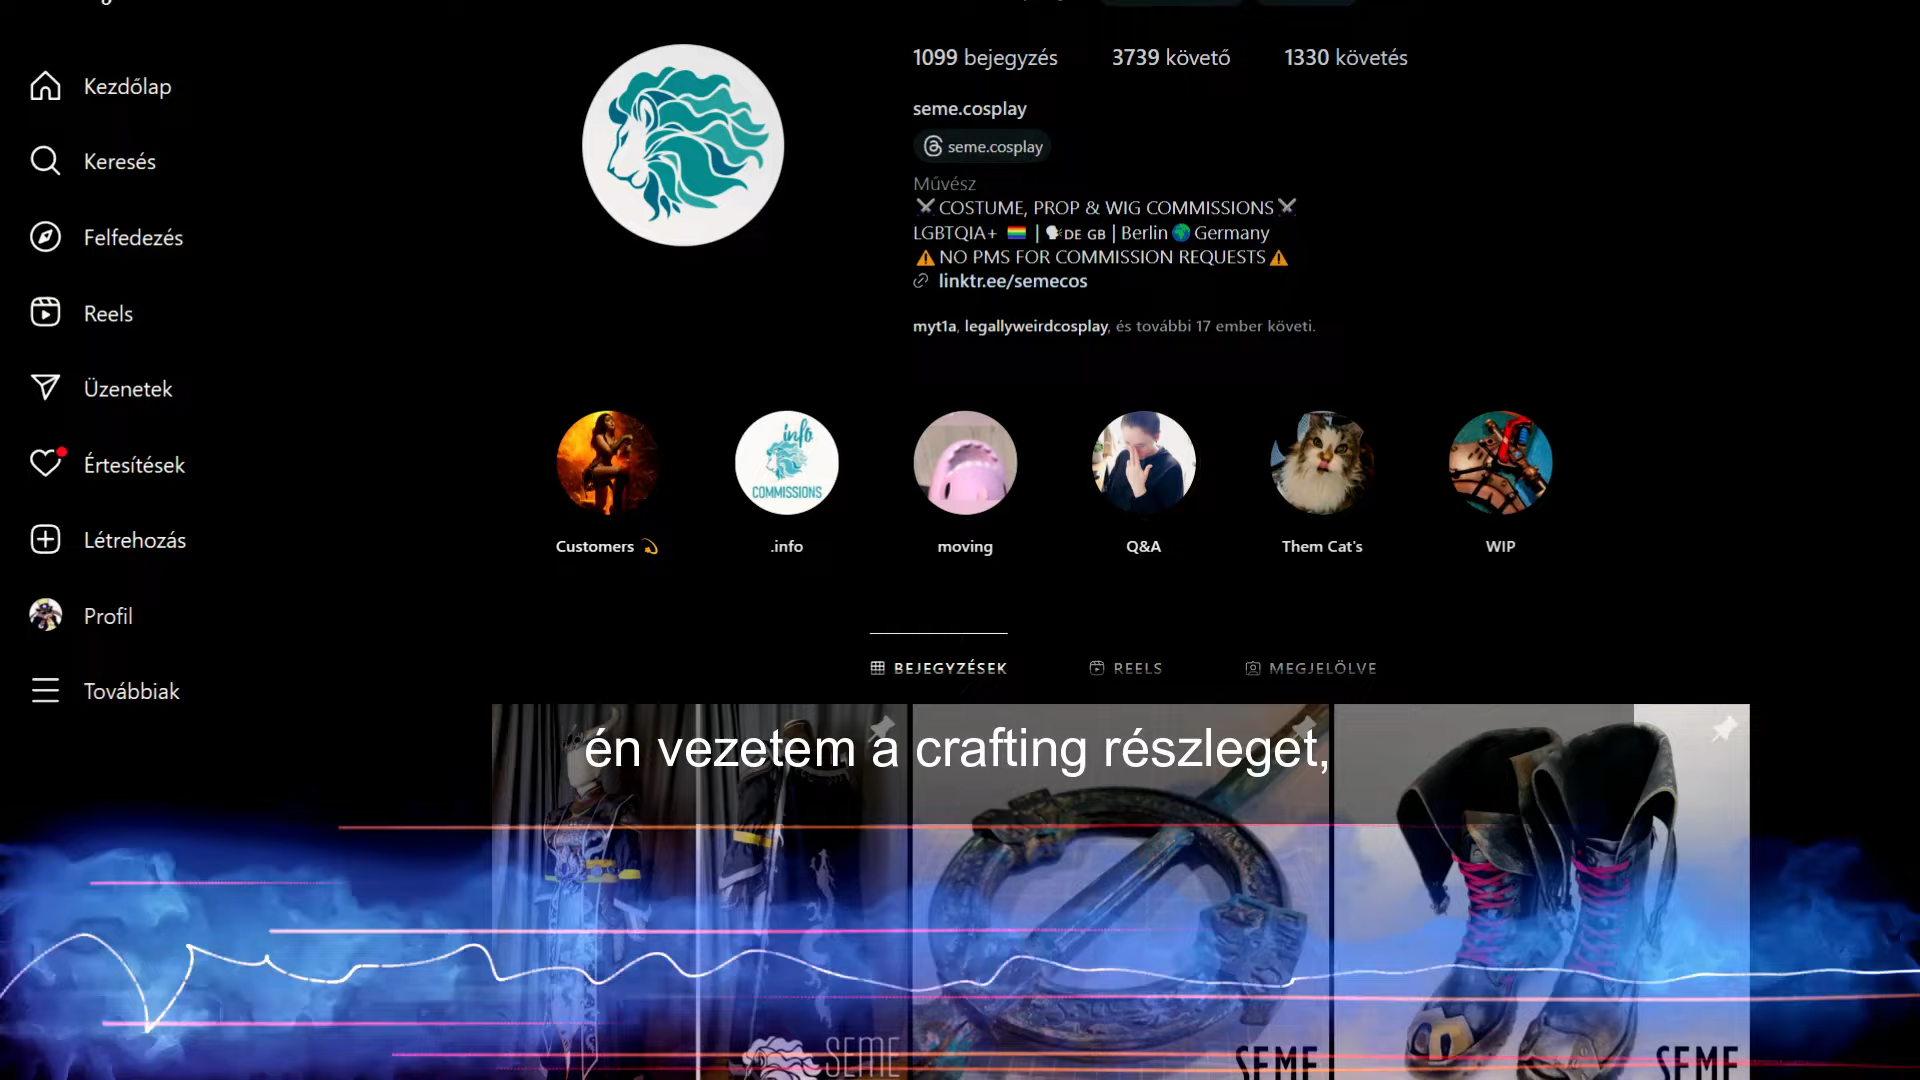 Kezdőlap
Keresés
Felfedezés
Reels
Üzenetek
Értesítések
Létrehozás
Profil
Továbbiak
1099 bejegyzés 3739 követő 1330 követés
seme.cosplay
seme.cosplay
Művész
⚔️COSTUME, PROP & WIG COMMISSIONS⚔️
LGBTQIA+ 🏳️‍🌈 | 🗣️DE GB | Berlin 🌍 Germany
⚠️NO PMS FOR COMMISSION REQUESTS⚠️
linktr.ee/semecos
myt1a, legallyweirdcosplay, és további 17 ember követi.
info
COMMISSIONS
Customers 💫 .info moving Q&A Them Cat's WIP
BEJEGYZÉSEK REELS MEGJELÖLVE
én vezetem a crafting részleget,
SEME SEME SEME